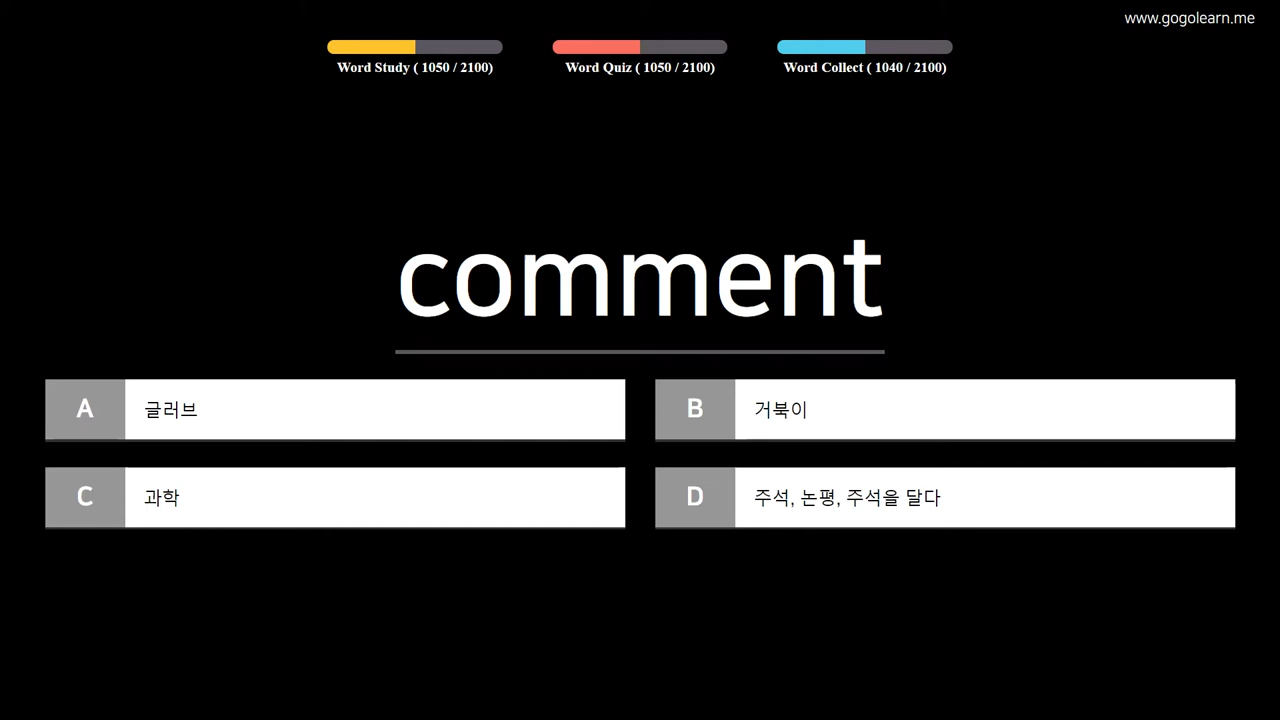 www.gogolearn.me
Word Study ( 1050 / 2100)
Word Quiz ( 1050 / 2100)
Word Collect ( 1040 / 2100)
comment
A 글러브
B 거북이
C 과학
D 주석, 논평, 주석을 달다